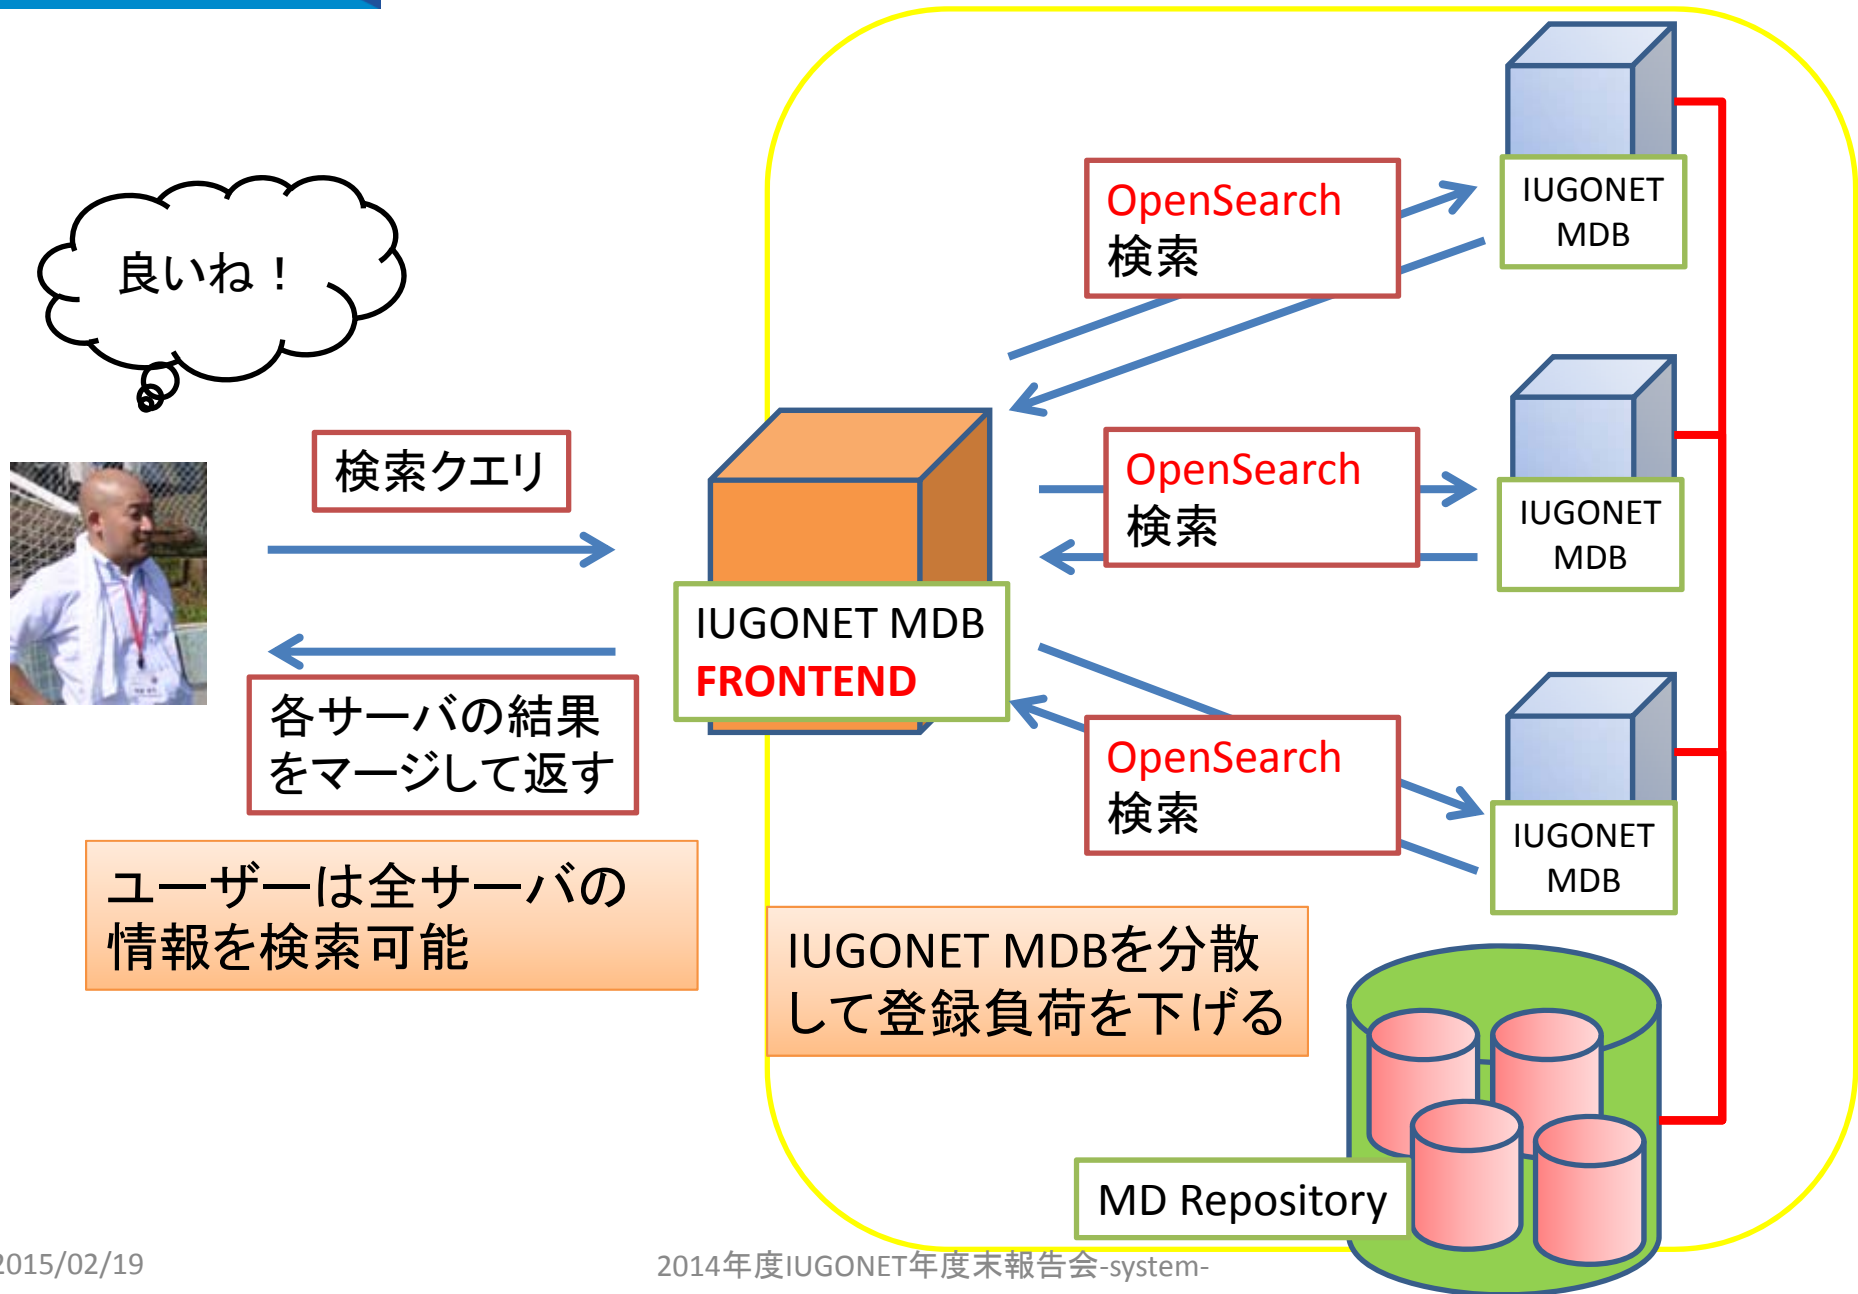 良いね！
検索クエリ
各サーバの結果
をマージして返す
ユーザーは全サーバの
情報を検索可能
IUGONET MDB
FRONTEND
OpenSearch
検索
OpenSearch
検索
OpenSearch
検索
IUGONET
MDB
IUGONET
MDB
IUGONET
MDB
IUGONET MDBを分散
して登録負荷を下げる
MD Repository
2015/02/19
2014年度IUGONET年度末報告会-system-